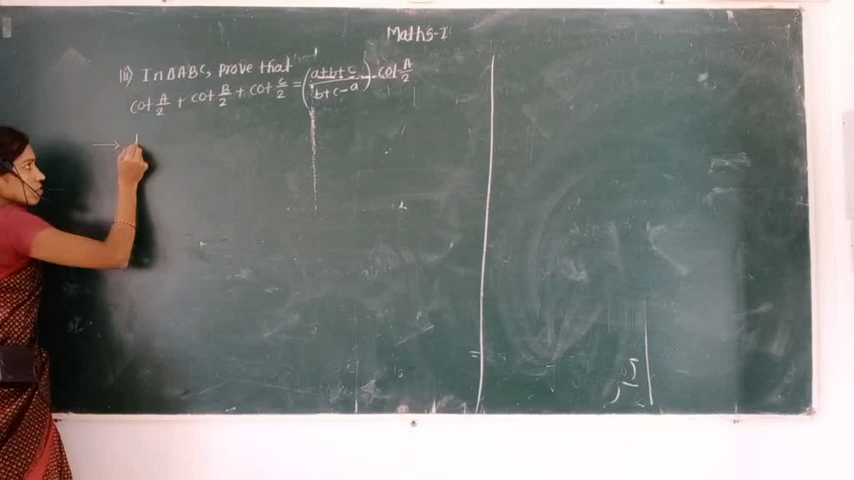 Maths-I
iii) In ΔABC, prove that
cot A/2 + cot B/2 + cot C/2 = (a+b+c / b+c-a) cot A/2
→